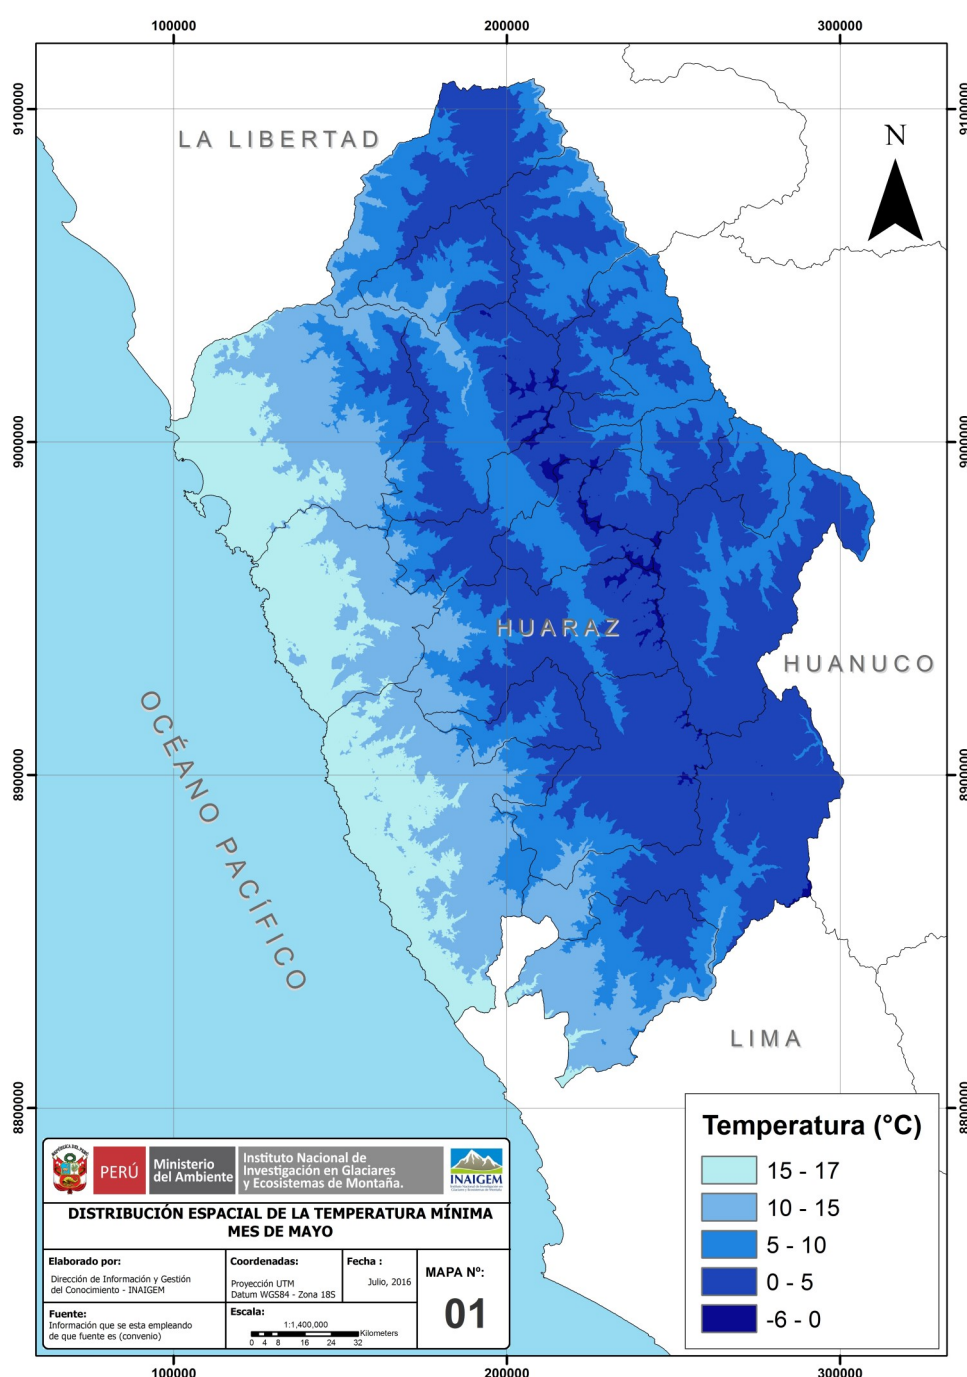 100000
200000
300000
9100000
9100000
LA LIBERTAD
N
9000000
9000000
HUARAZ
HUANUCO
OCÉANO PACÍFICO
8900000
8900000
LIMA
8800000
8800000
Temperatura (°C)
15 - 17
10 - 15
5 - 10
0 - 5
-6 - 0
PERÚ
Ministerio
del Ambiente
Instituto Nacional de
Investigación en Glaciares
y Ecosistemas de Montaña.
INAIGEM
DISTRIBUCIÓN ESPACIAL DE LA TEMPERATURA MÍNIMA
MES DE MAYO
Elaborado por:
Dirección de Información y Gestión
del Conocimiento - INAIGEM
Coordenadas:
Proyección UTM
Datum WGS84 - Zona 18S
Fecha :
Julio, 2016
MAPA Nº:
01
Fuente:
Información que se esta empleando
de que fuente es (convenio)
Escala:
1:1,400,000
Kilometers
0 4 8 16 24 32
100000
200000
300000